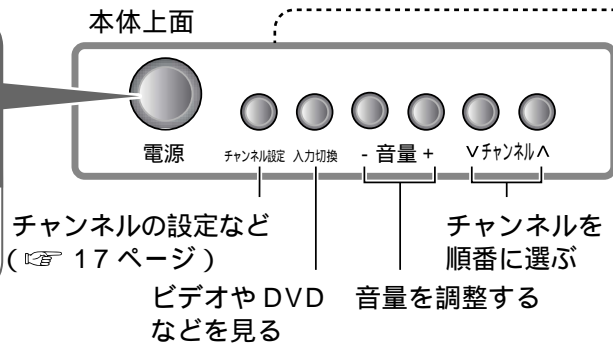 本体上面
電源 チャンネル設定 入力切換 - 音量 + ∨チャンネル∧
チャンネルの設定など
(☞ 17 ページ)
チャンネルを
順番に選ぶ
ビデオや DVD
などを見る
音量を調整する